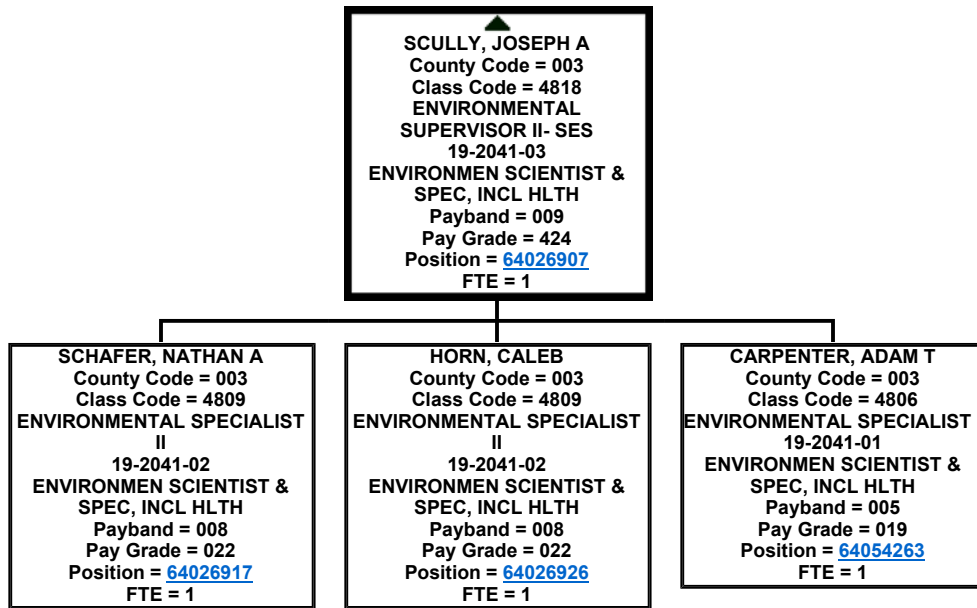 SCULLY, JOSEPH A
County Code = 003
Class Code = 4818
ENVIRONMENTAL
SUPERVISOR II- SES
19-2041-03
ENVIRONMEN SCIENTIST &
SPEC, INCL HLTH
Payband = 009
Pay Grade = 424
Position = 64026907
FTE = 1
SCHAFER, NATHAN A
County Code = 003
Class Code = 4809
ENVIRONMENTAL SPECIALIST
II
19-2041-02
ENVIRONMEN SCIENTIST &
SPEC, INCL HLTH
Payband = 008
Pay Grade = 022
Position = 64026917
FTE = 1
HORN, CALEB
County Code = 003
Class Code = 4809
ENVIRONMENTAL SPECIALIST
II
19-2041-02
ENVIRONMEN SCIENTIST &
SPEC, INCL HLTH
Payband = 008
Pay Grade = 022
Position = 64026926
FTE = 1
CARPENTER, ADAM T
County Code = 003
Class Code = 4806
ENVIRONMENTAL SPECIALIST
19-2041-01
ENVIRONMEN SCIENTIST &
SPEC, INCL HLTH
Payband = 005
Pay Grade = 019
Position = 64054263
FTE = 1